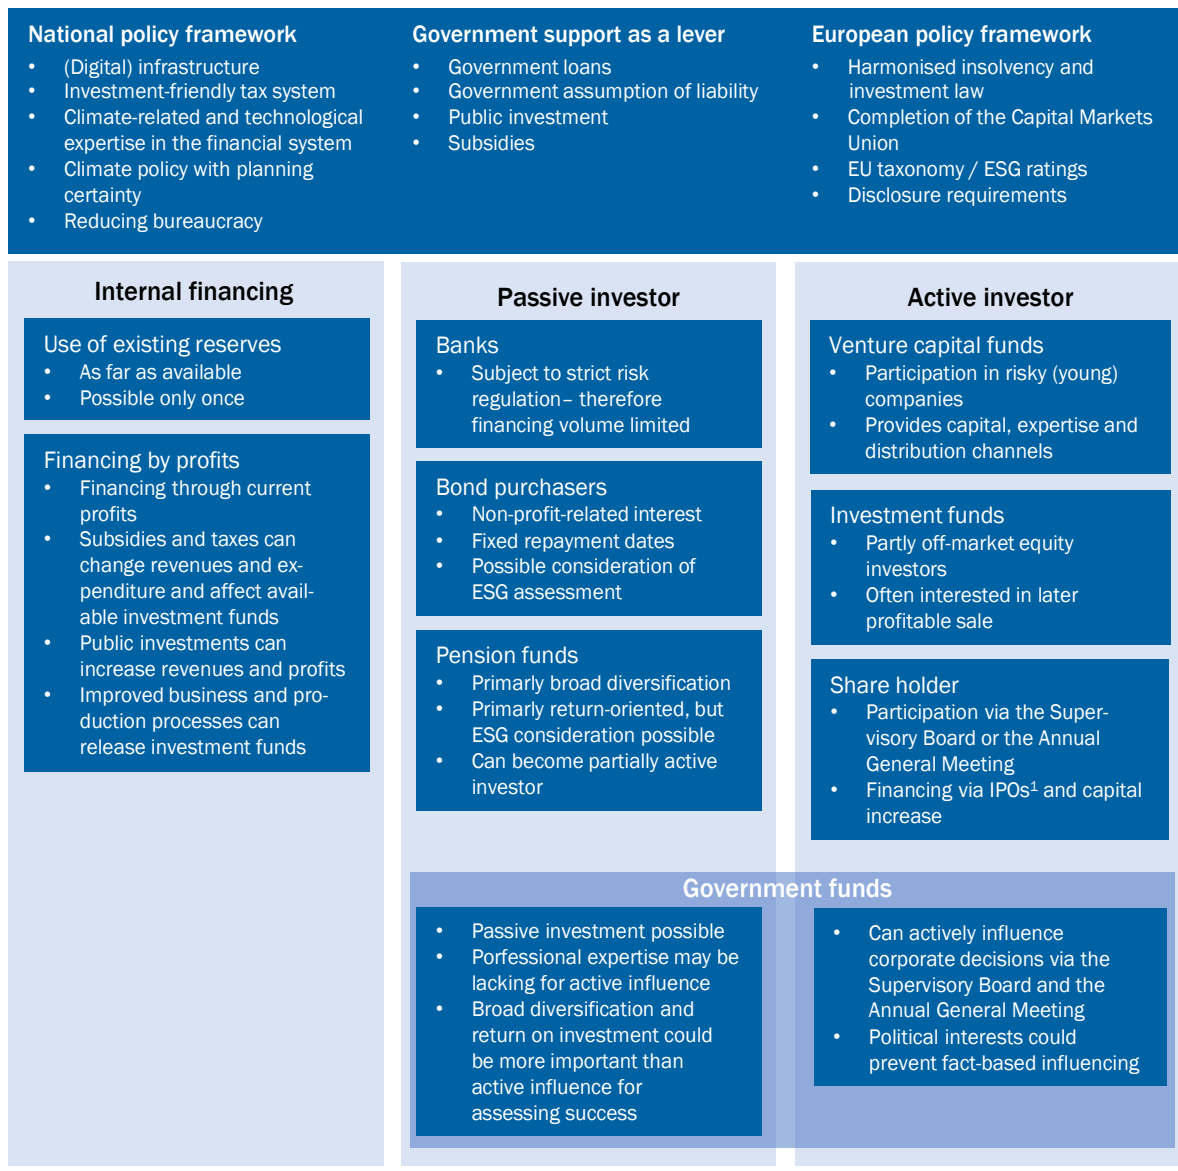 National policy framework
• (Digital) infrastructure
• Investment-friendly tax system
• Climate-related and technological
expertise in the financial system
• Climate policy with planning
certainty
• Reducing bureaucracy
Government support as a lever
• Government loans
• Government assumption of liability
• Public investment
• Subsidies
European policy framework
• Harmonised insolvency and
investment law
• Completion of the Capital Markets
Union
• EU taxonomy / ESG ratings
• Disclosure requirements
Internal financing
Use of existing reserves
• As far as available
• Possible only once
Financing by profits
• Financing through current
profits
• Subsidies and taxes can
change revenues and ex-
penditure and affect avail-
able investment funds
• Public investments can
increase revenues and profits
• Improved business and pro-
duction processes can
release investment funds
Passive investor
Banks
• Subject to strict risk
regulation– therefore
financing volume limited
Bond purchasers
• Non-profit-related interest
• Fixed repayment dates
• Possible consideration of
ESG assessment
Pension funds
• Primarily broad diversification
• Primarily return-oriented, but
ESG consideration possible
• Can become partially active
investor
Active investor
Venture capital funds
• Participation in risky (young)
companies
• Provides capital, expertise and
distribution channels
Investment funds
• Partly off-market equity
investors
• Often interested in later
profitable sale
Share holder
• Participation via the Super-
visory Board or the Annual
General Meeting
• Financing via IPOs¹ and capital
increase
Government funds
• Passive investment possible
• Porfessional expertise may be
lacking for active influence
• Broad diversification and
return on investment could
be more important than
active influence for
assessing success
• Can actively influence
corporate decisions via the
Supervisory Board and the
Annual General Meeting
• Political interests could
prevent fact-based influencing